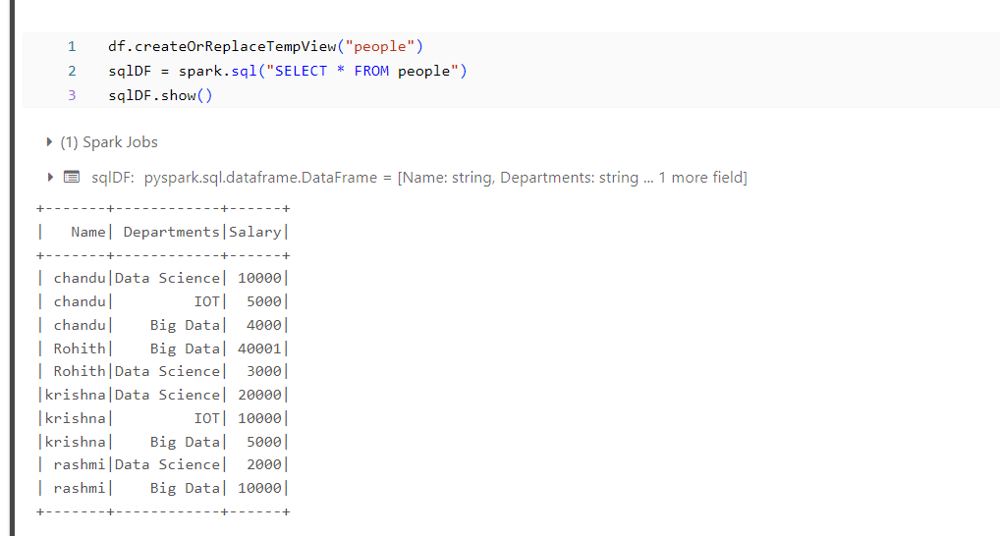 1 df.createOrReplaceTempView("people")
2 sqlDF = spark.sql("SELECT * FROM people")
3 sqlDF.show()
(1) Spark Jobs
sqlDF: pyspark.sql.dataframe.DataFrame = [Name: string, Departments: string ... 1 more field]
+-------+------------+------+
|   Name| Departments|Salary|
+-------+------------+------+
| chandu|Data Science| 10000|
| chandu|         IOT|  5000|
| chandu|    Big Data|  4000|
| Rohith|    Big Data| 40001|
| Rohith|Data Science|  3000|
|krishna|Data Science| 20000|
|krishna|         IOT| 10000|
|krishna|    Big Data|  5000|
| rashmi|Data Science|  2000|
| rashmi|    Big Data| 10000|
+-------+------------+------+